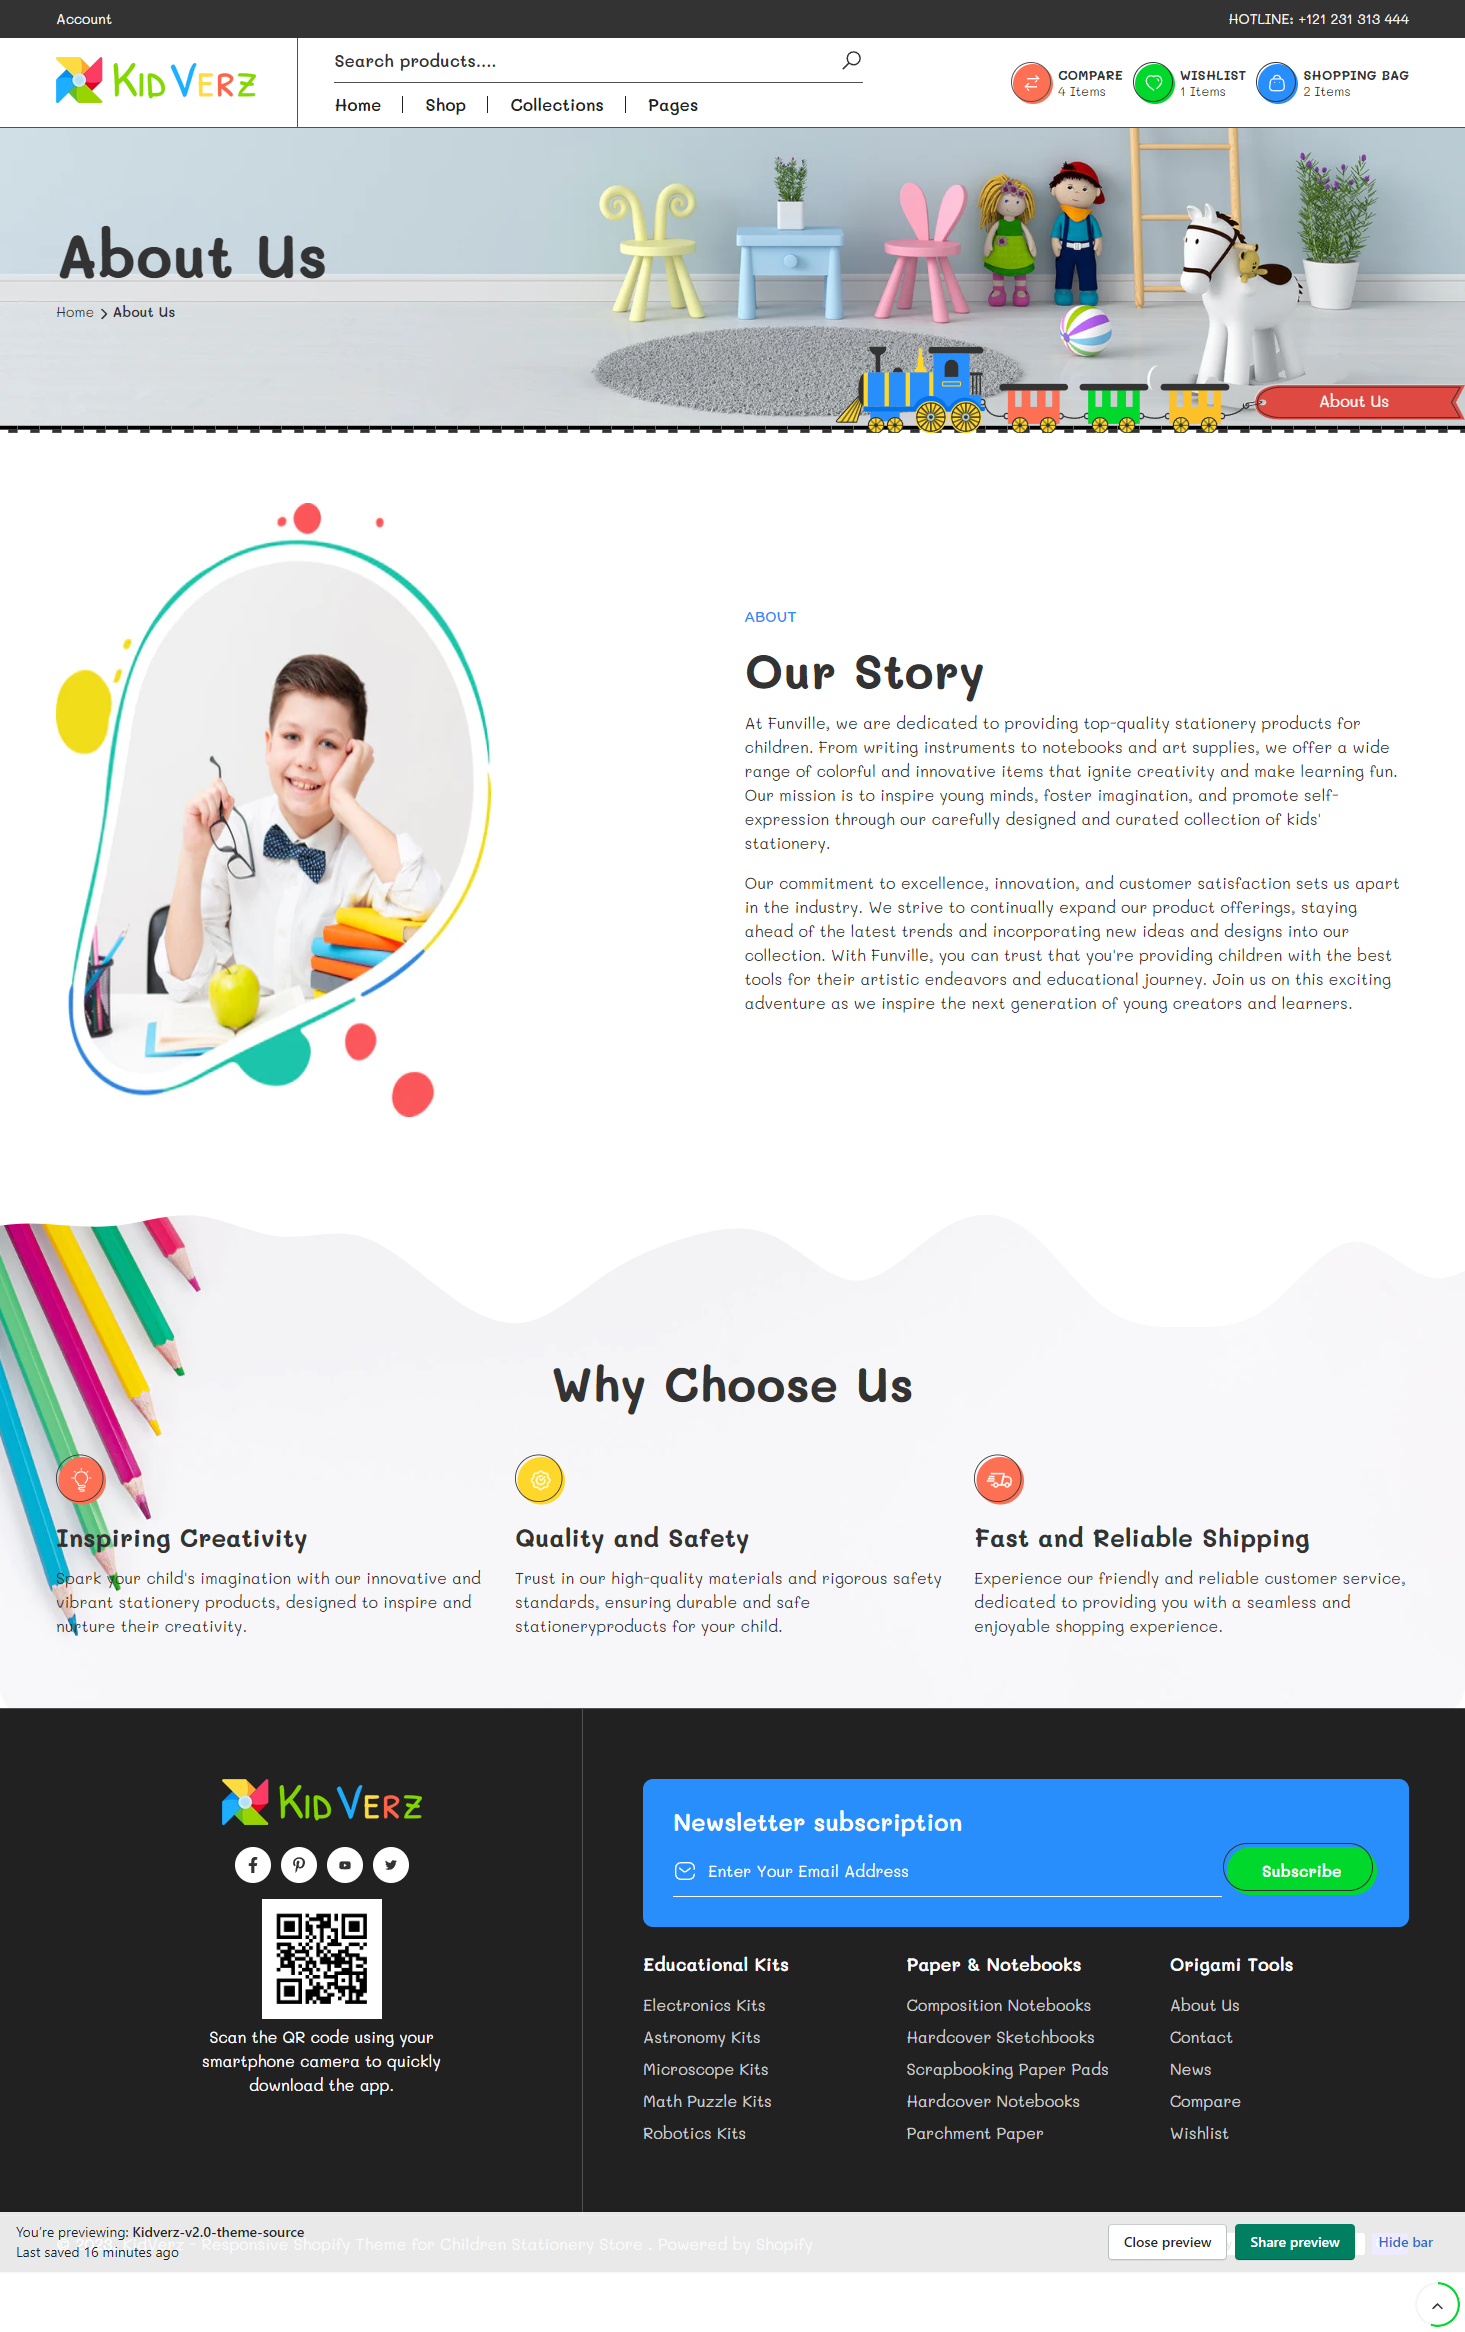 Account
HOTLINE: +121 231 313 444
KID VERZ
Search products....
Home
Shop
Collections
Pages
COMPARE
4 Items
WISHLIST
1 Items
SHOPPING BAG
2 Items
About Us
Home > About Us
About Us
ABOUT
Our Story
At Funville, we are dedicated to providing top-quality stationery products for
children. From writing instruments to notebooks and art supplies, we offer a wide
range of colorful and innovative items that ignite creativity and make learning fun.
Our mission is to inspire young minds, foster imagination, and promote self-
expression through our carefully designed and curated collection of kids'
stationery.
Our commitment to excellence, innovation, and customer satisfaction sets us apart
in the industry. We strive to continually expand our product offerings, staying
ahead of the latest trends and incorporating new ideas and designs into our
collection. With Funville, you can trust that you're providing children with the best
tools for their artistic endeavors and educational journey. Join us on this exciting
adventure as we inspire the next generation of young creators and learners.
Why Choose Us
Inspiring Creativity
Spark your child's imagination with our innovative and
vibrant stationery products, designed to inspire and
nurture their creativity.
Quality and Safety
Trust in our high-quality materials and rigorous safety
standards, ensuring durable and safe
stationeryproducts for your child.
Fast and Reliable Shipping
Experience our friendly and reliable customer service,
dedicated to providing you with a seamless and
enjoyable shopping experience.
KID VERZ
Scan the QR code using your
smartphone camera to quickly
download the app.
Newsletter subscription
Enter Your Email Address
Subscribe
Educational Kits
Electronics Kits
Astronomy Kits
Microscope Kits
Math Puzzle Kits
Robotics Kits
Paper & Notebooks
Composition Notebooks
Hardcover Sketchbooks
Scrapbooking Paper Pads
Hardcover Notebooks
Parchment Paper
Origami Tools
About Us
Contact
News
Compare
Wishlist
You're previewing: Kidverz-v2.0-theme-source
Last saved 16 minutes ago
- Responsive Shopify Theme for Children Stationery Store . Powered by Shopify
Close preview
Share preview
Hide bar